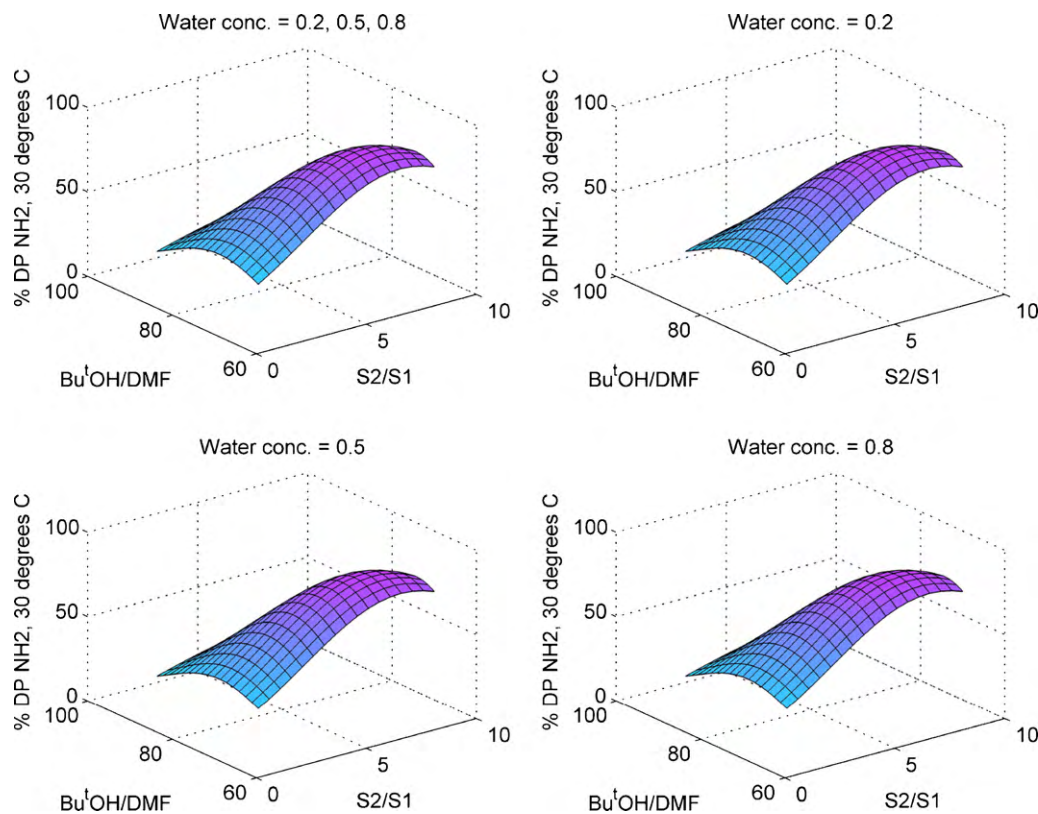 Water conc. = 0.2, 0.5, 0.8
% DP NH2, 30 degrees C
100
50
0
100
80
60
Bu^tOH/DMF
0
5
10
S2/S1
Water conc. = 0.2
% DP NH2, 30 degrees C
100
50
0
100
80
60
Bu^tOH/DMF
0
5
10
S2/S1
Water conc. = 0.5
% DP NH2, 30 degrees C
100
50
0
100
80
60
Bu^tOH/DMF
0
5
10
S2/S1
Water conc. = 0.8
% DP NH2, 30 degrees C
100
50
0
100
80
60
Bu^tOH/DMF
0
5
10
S2/S1